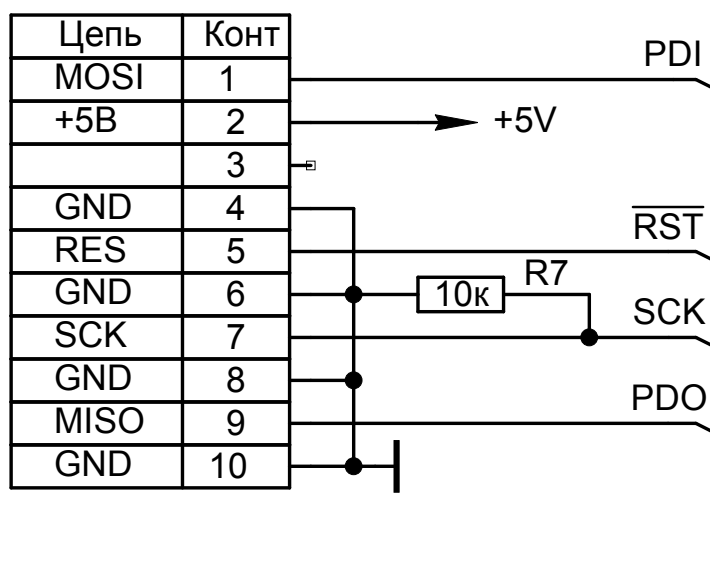 Цепь Конт
MOSI 1 PDI
+5В 2 +5V
3
GND 4
RES 5 RST
GND 6 10к R7
SCK 7 SCK
GND 8
MISO 9 PDO
GND 10